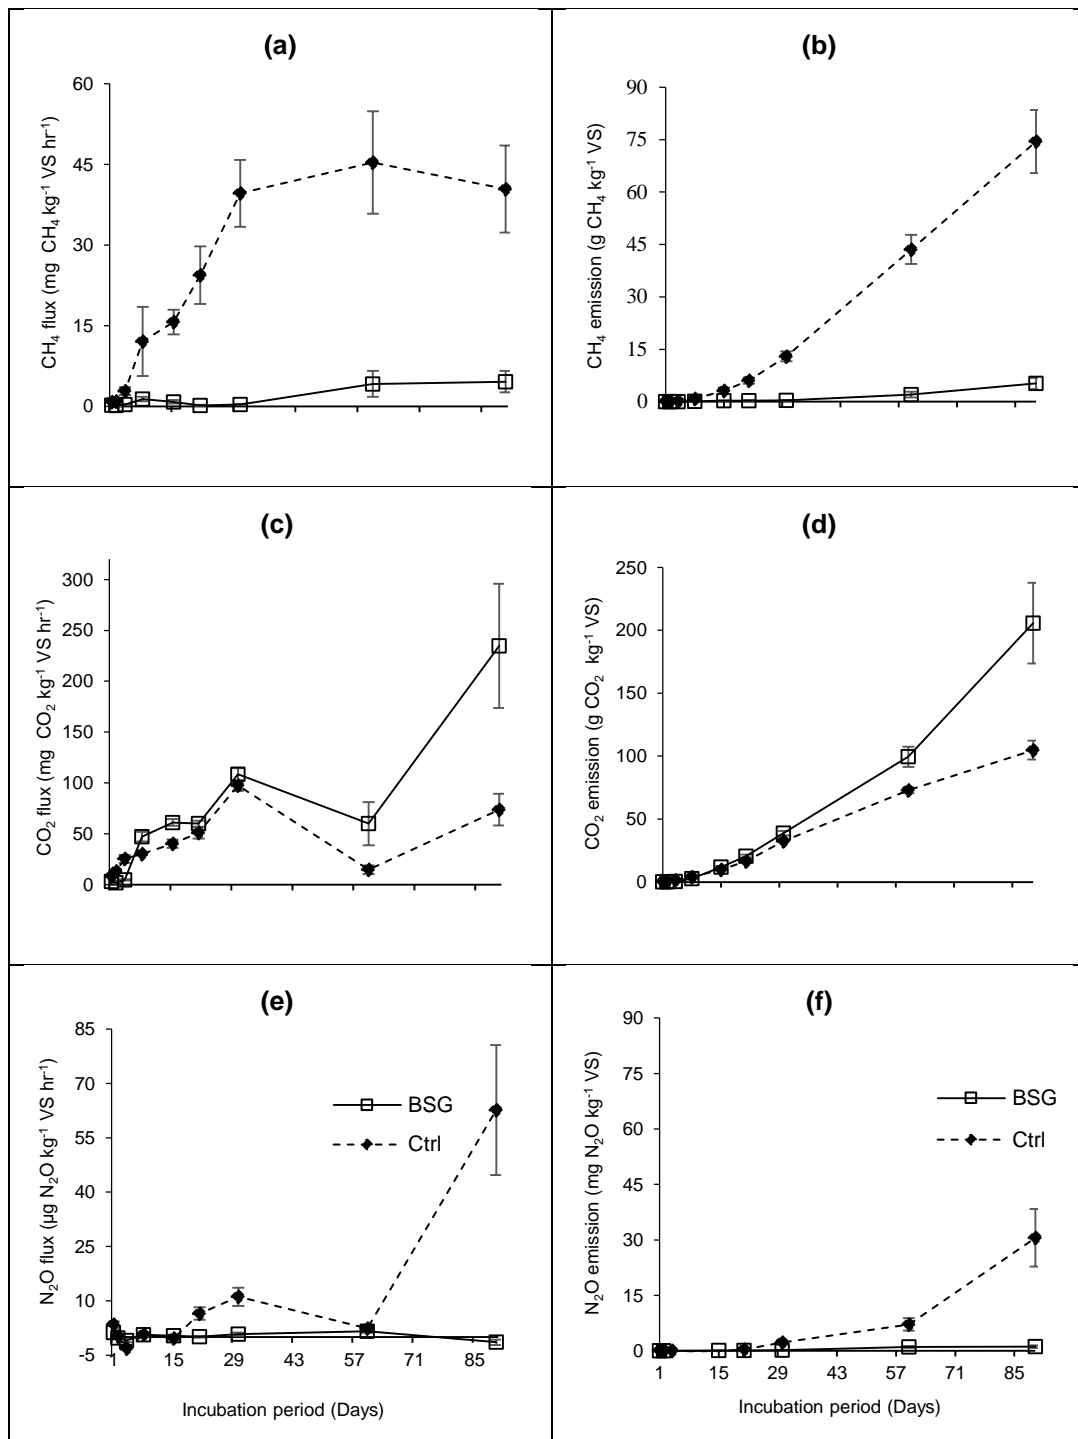 (a)
CH₄ flux (mg CH₄ kg⁻¹ VS hr⁻¹)
60
45
30
15
0
(b)
CH₄ emission (g CH₄ kg⁻¹ VS)
90
75
60
45
30
15
0
(c)
CO₂ flux (mg CO₂ kg⁻¹ VS hr⁻¹)
300
250
200
150
100
50
0
(d)
CO₂ emission (g CO₂ kg⁻¹ VS)
250
200
150
100
50
0
(e)
N₂O flux (µg N₂O kg⁻¹ VS hr⁻¹)
85
70
55
40
25
10
-5
BSG
Ctrl
1 15 29 43 57 71 85
Incubation period (Days)
(f)
N₂O emission (mg N₂O kg⁻¹ VS)
90
75
60
45
30
15
0
BSG
Ctrl
1 15 29 43 57 71 85
Incubation period (Days)